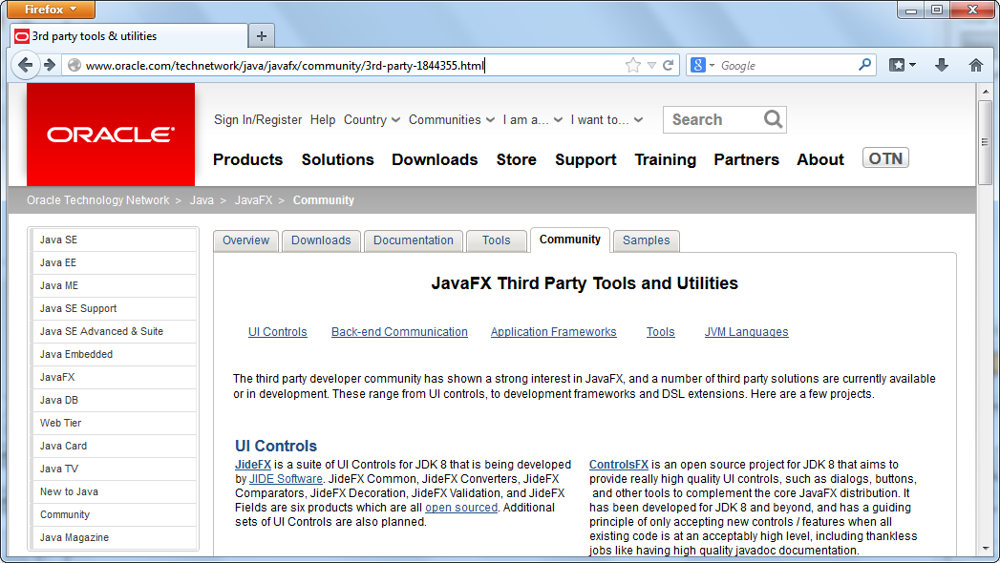 Firefox
3rd party tools & utilities
www.oracle.com/technetwork/java/javafx/community/3rd-party-1844355.html
Google
ORACLE
Sign In/Register Help Country Communities I am a... I want to... Search
Products Solutions Downloads Store Support Training Partners About OTN
Oracle Technology Network > Java > JavaFX > Community
Java SE
Java EE
Java ME
Java SE Support
Java SE Advanced & Suite
Java Embedded
JavaFX
Java DB
Web Tier
Java Card
Java TV
New to Java
Community
Java Magazine
Overview Downloads Documentation Tools Community Samples
JavaFX Third Party Tools and Utilities
UI Controls Back-end Communication Application Frameworks Tools JVM Languages
The third party developer community has shown a strong interest in JavaFX, and a number of third party solutions are currently available
or in development. These range from UI controls, to development frameworks and DSL extensions. Here are a few projects.
UI Controls
JideFX is a suite of UI Controls for JDK 8 that is being developed
by JIDE Software. JideFX Common, JideFX Converters, JideFX
Comparators, JideFX Decoration, JideFX Validation, and JideFX
Fields are six products which are all open sourced. Additional
sets of UI Controls are also planned.
ControlsFX is an open source project for JDK 8 that aims to
provide really high quality UI controls, such as dialogs, buttons,
and other tools to complement the core JavaFX distribution. It
has been developed for JDK 8 and beyond, and has a guiding
principle of only accepting new controls / features when all
existing code is at an acceptably high level, including thankless
jobs like having high quality javadoc documentation.